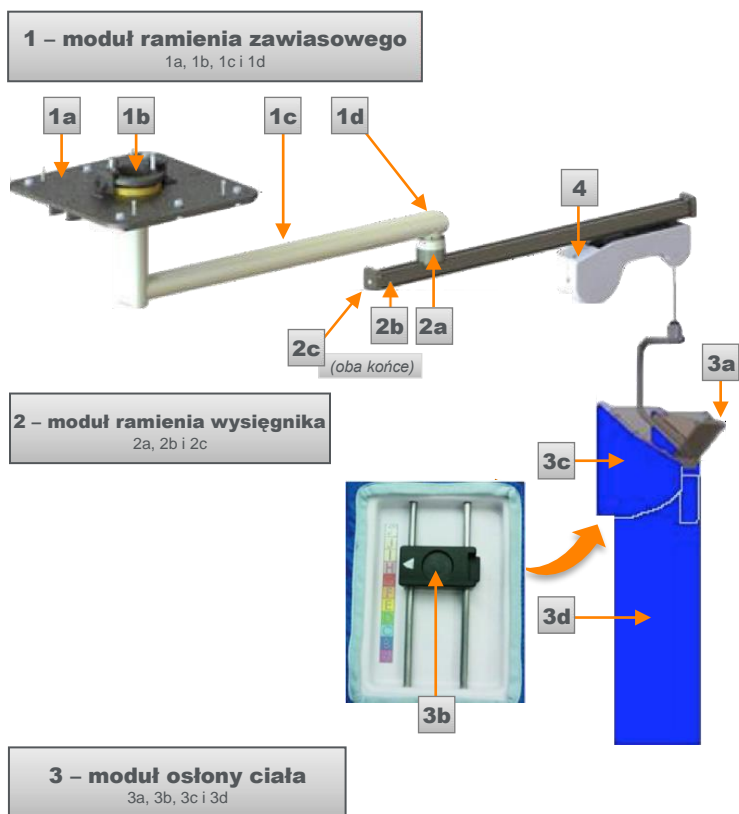 1 – moduł ramienia zawiasowego
1a, 1b, 1c i 1d
1a
1b
1c
1d
4
2c
2b
2a
(oba końce)
3a
2 – moduł ramienia wysięgnika
2a, 2b i 2c
3c
3d
3b
3 – moduł osłony ciała
3a, 3b, 3c i 3d